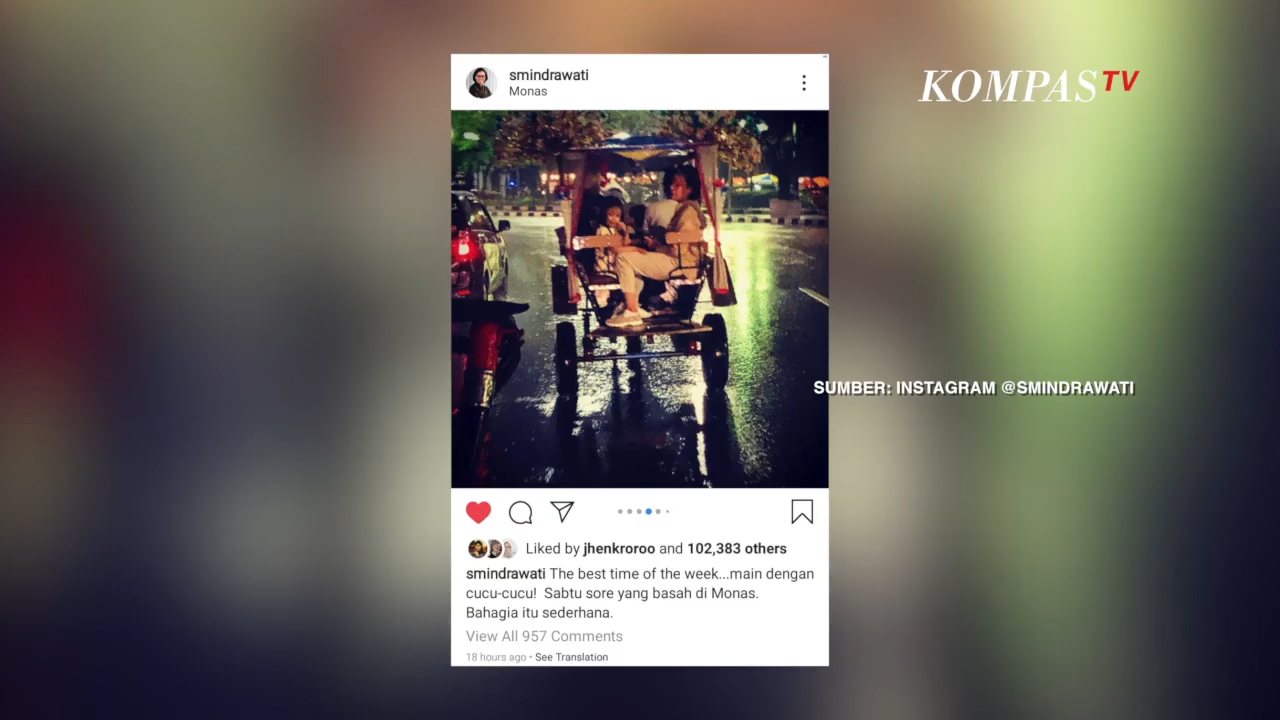 smindrawati
Monas
KOMPAS TV
SUMBER: INSTAGRAM @SMINDRAWATI
Liked by jhenkroroo and 102,383 others
smindrawati The best time of the week...main dengan
cucu-cucu! Sabtu sore yang basah di Monas.
Bahagia itu sederhana.
View All 957 Comments
18 hours ago • See Translation